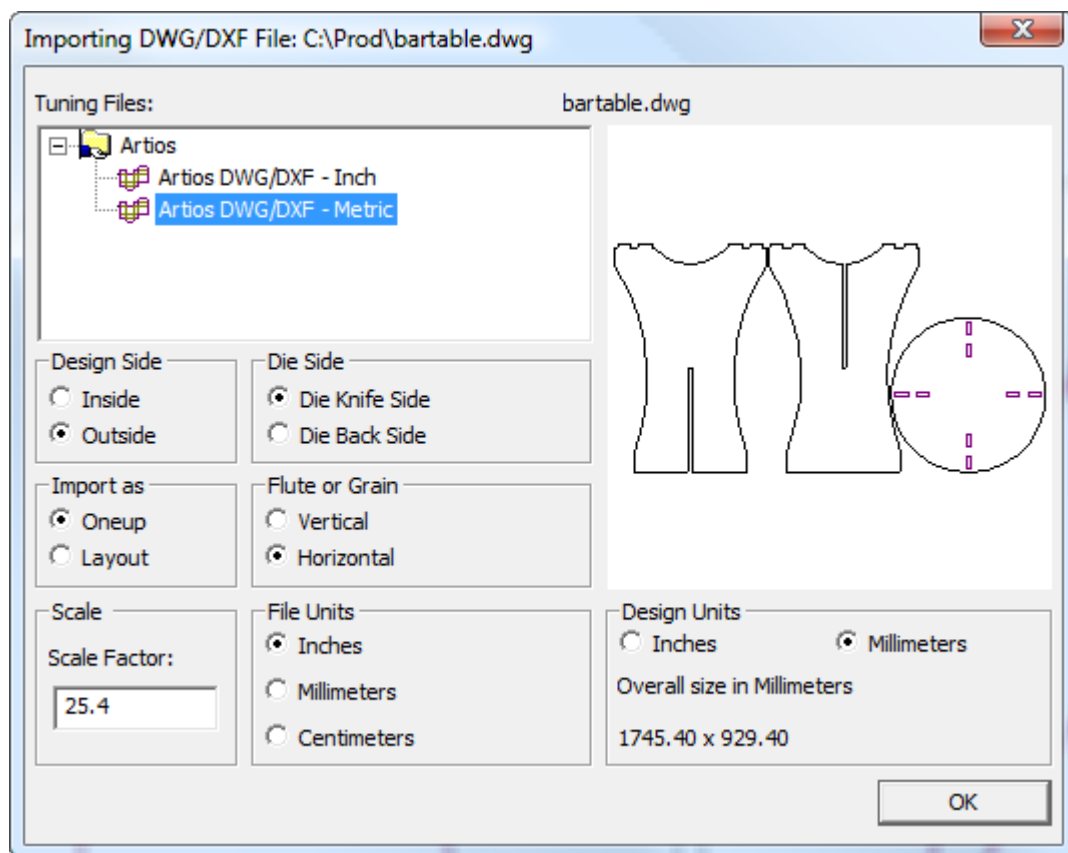 Importing DWG/DXF File: C:\Prod\bartable.dwg
Tuning Files:
bartable.dwg
Artios
Artios DWG/DXF - Inch
Artios DWG/DXF - Metric
Design Side
Inside
Outside
Die Side
Die Knife Side
Die Back Side
Import as
Oneup
Layout
Flute or Grain
Vertical
Horizontal
Scale
Scale Factor:
25.4
File Units
Inches
Millimeters
Centimeters
Design Units
Inches
Millimeters
Overall size in Millimeters
1745.40 x 929.40
OK